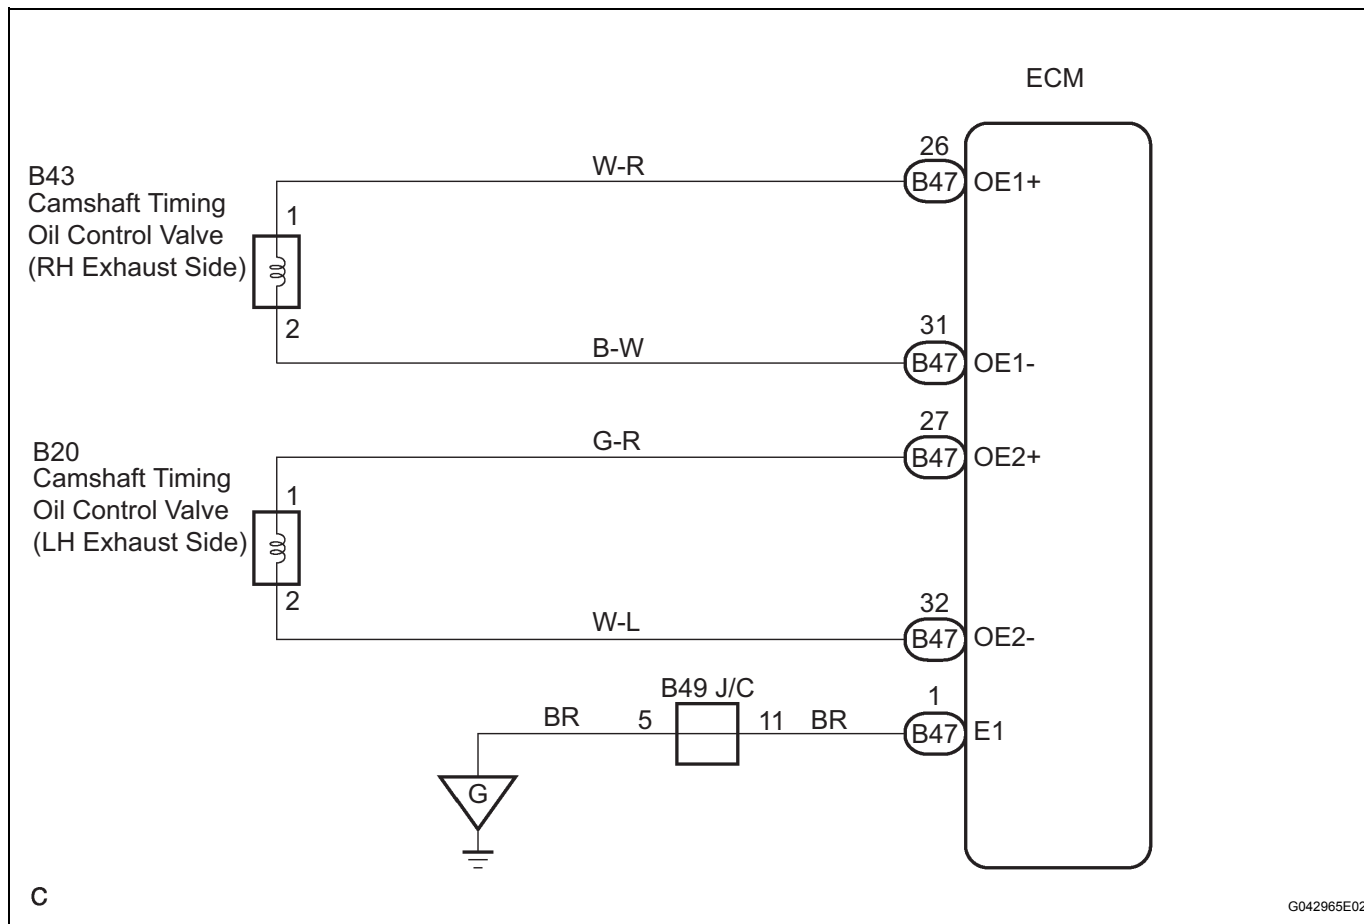 ECM
B43
Camshaft Timing
Oil Control Valve
(RH Exhaust Side)
1
2
W-R
26
B47
OE1+
B-W
31
B47
OE1-
B20
Camshaft Timing
Oil Control Valve
(LH Exhaust Side)
1
2
G-R
27
B47
OE2+
W-L
32
B47
OE2-
B49 J/C
BR
5
11
BR
1
B47
E1
G
C
G042965E02